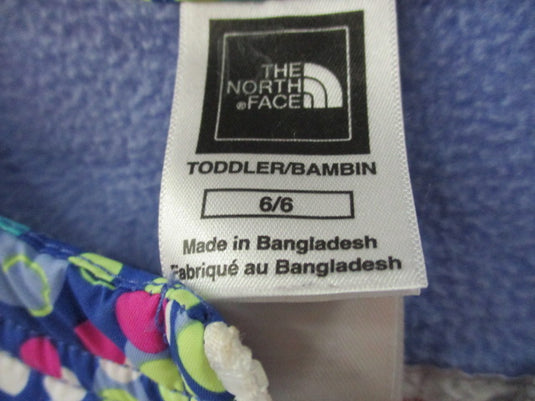 THE
NORTH
®FACE
TODDLER/BAMBIN
6/6
Made in Bangladesh
Fabriqué au Bangladesh